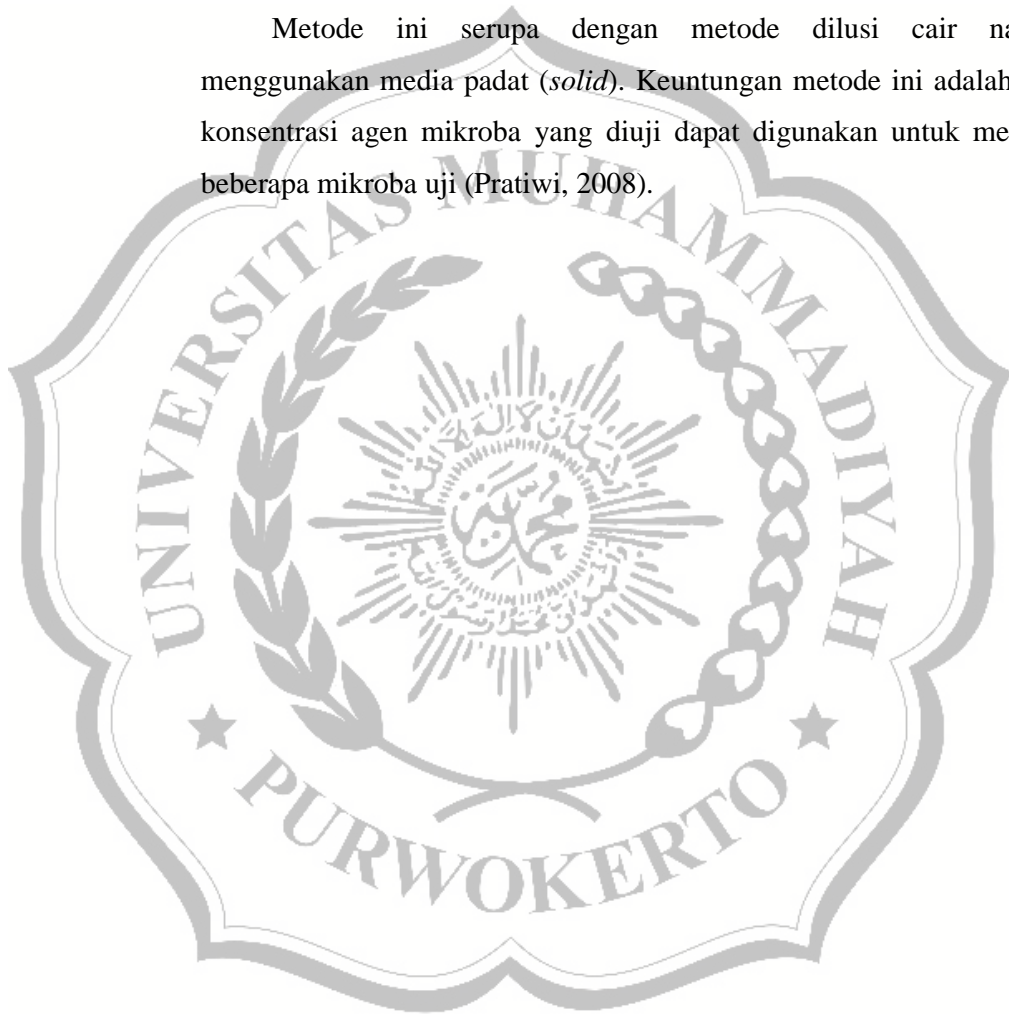 Metode ini serupa dengan metode dilusi cair na
menggunakan media padat (solid). Keuntungan metode ini adalah
konsentrasi agen mikroba yang diuji dapat digunakan untuk me
beberapa mikroba uji (Pratiwi, 2008).
UNIVERSITAS MUHAMMADIYAH
PURWOKERTO